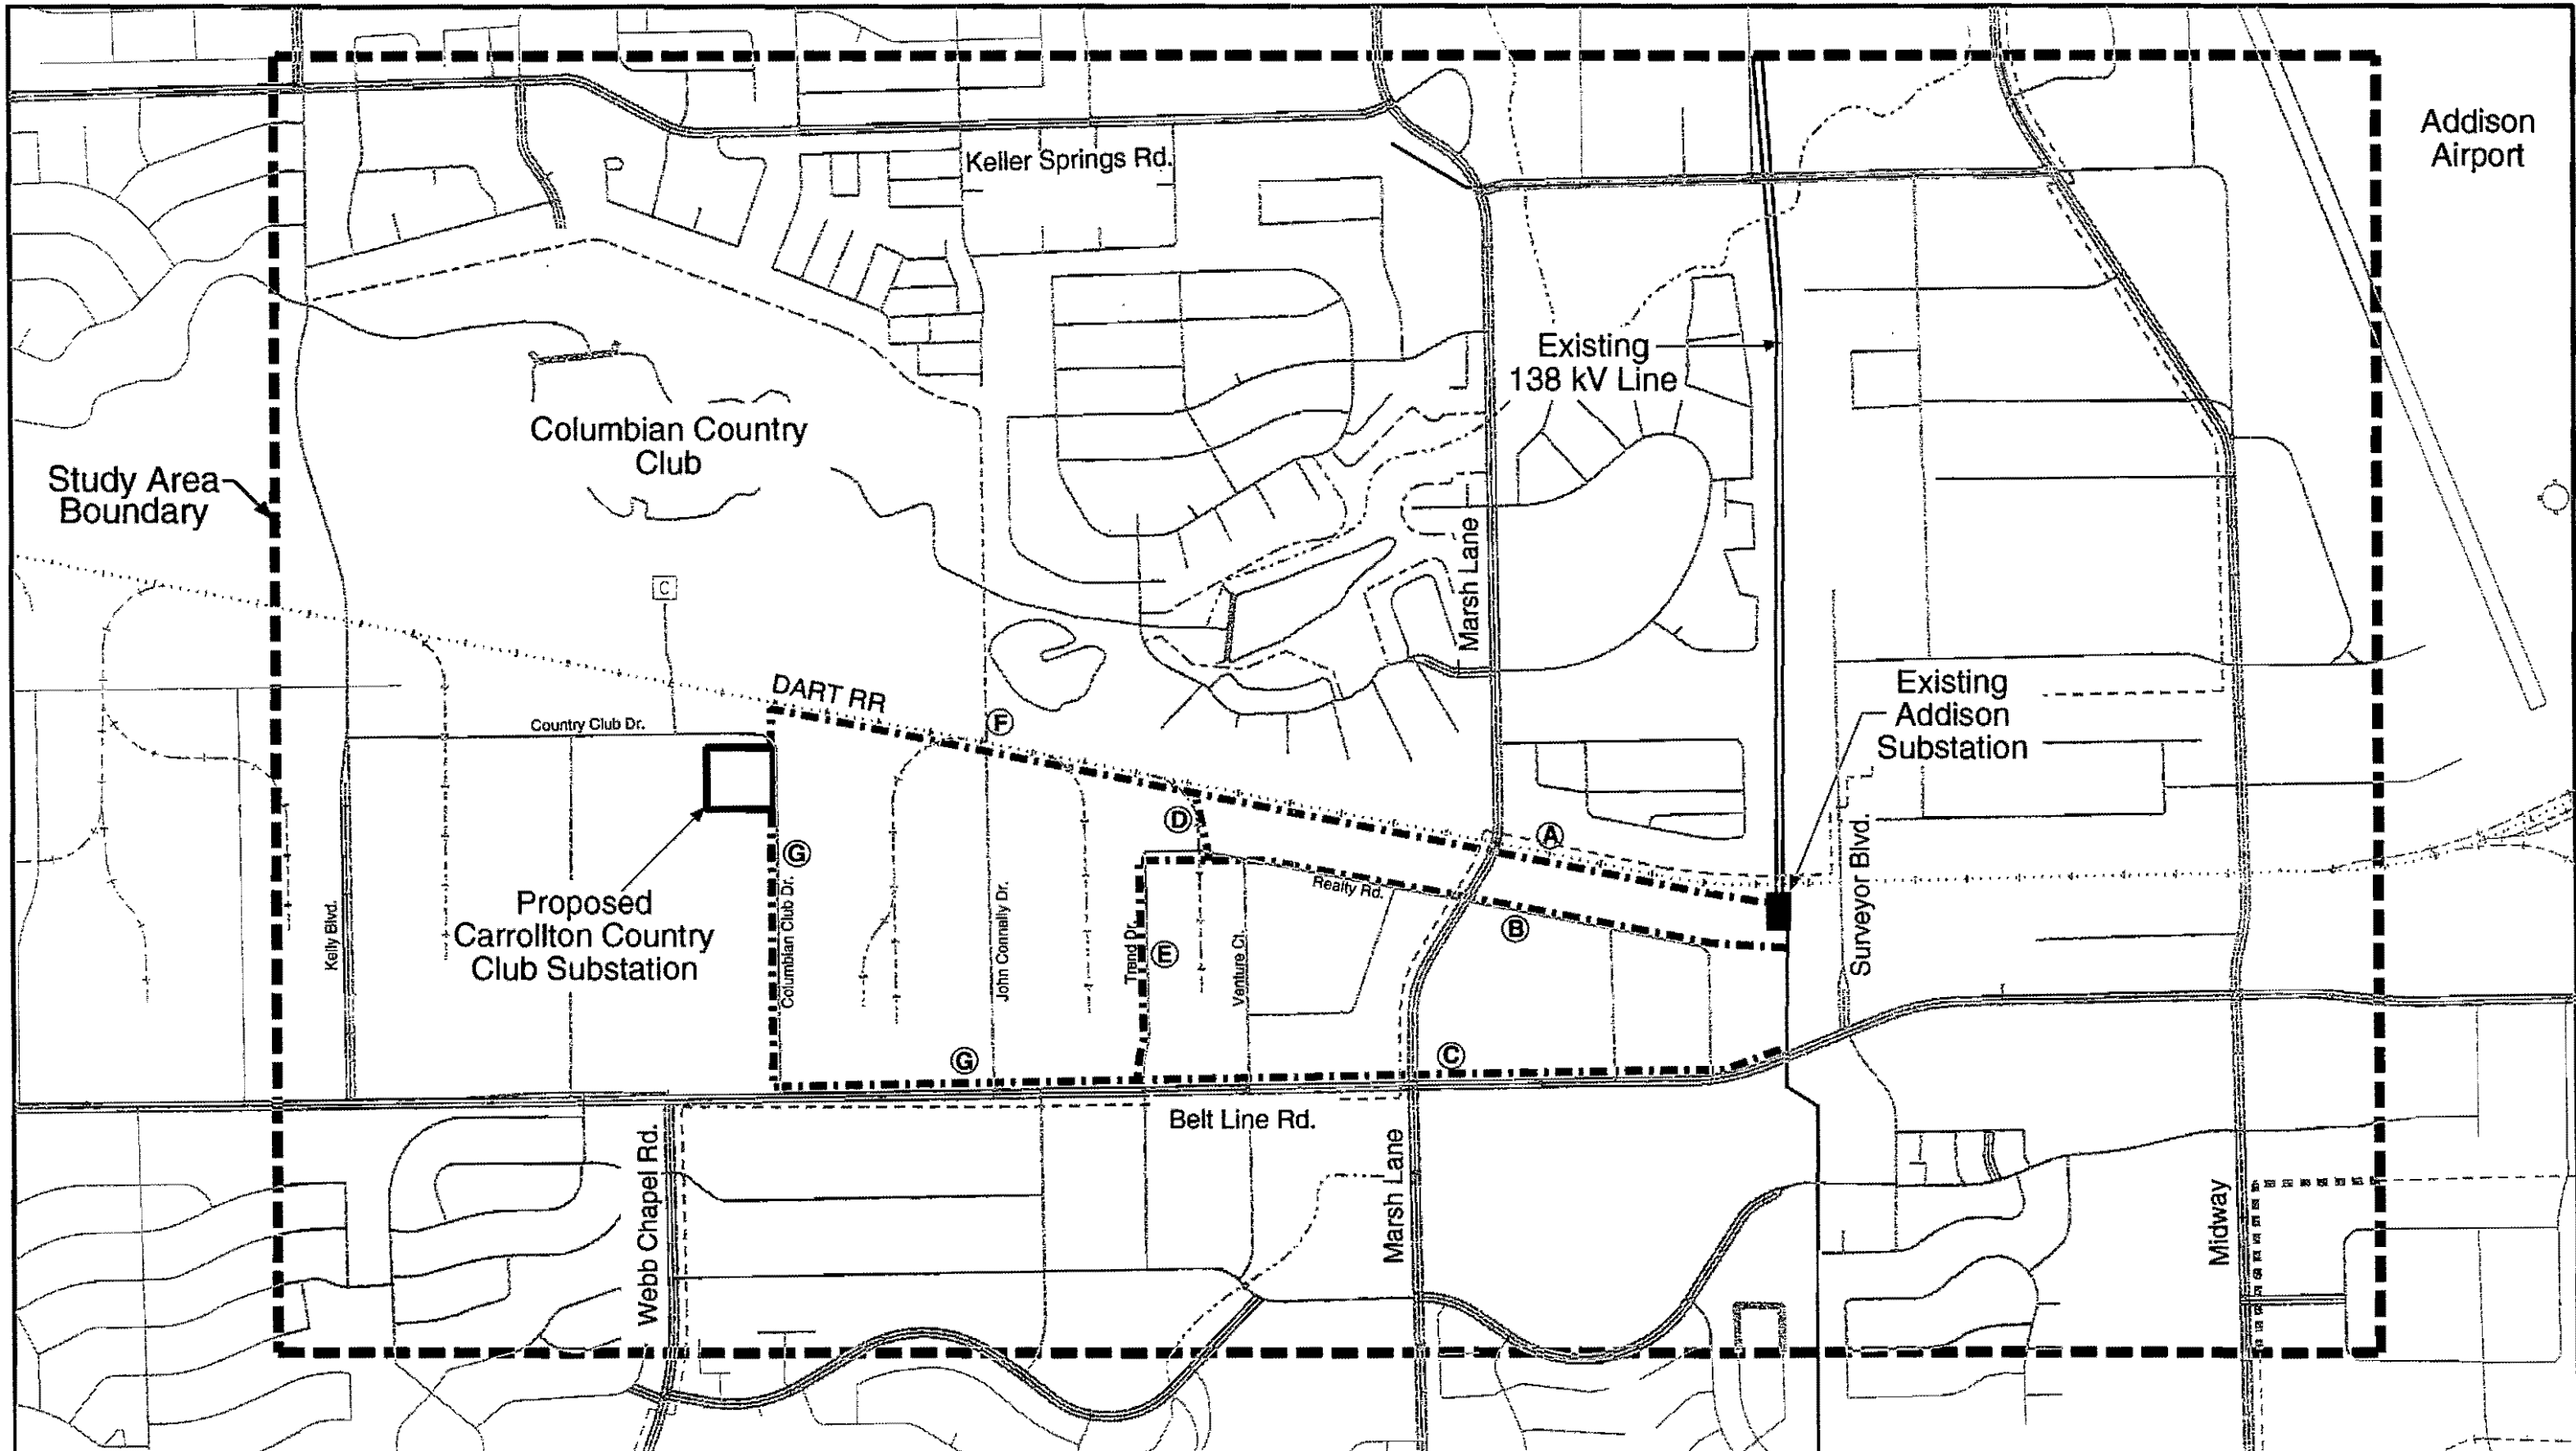 Addison
Airport
Keller Springs Rd.
Existing
138 kV Line
Columbian Country
Club
Study Area
Boundary
Marsh Lane
C
DART RR
Existing
Addison
Substation
F
Country Club Dr.
D
A
G
Surveyor Blvd.
Realty Rd.
Proposed
Carrollton Country
Club Substation
Kelly Blvd.
Columbian Club Dr.
John Connally Dr.
Trend Dr.
E
Venture Ct.
B
G
C
Belt Line Rd.
Webb Chapel Rd.
Marsh Lane
Midway